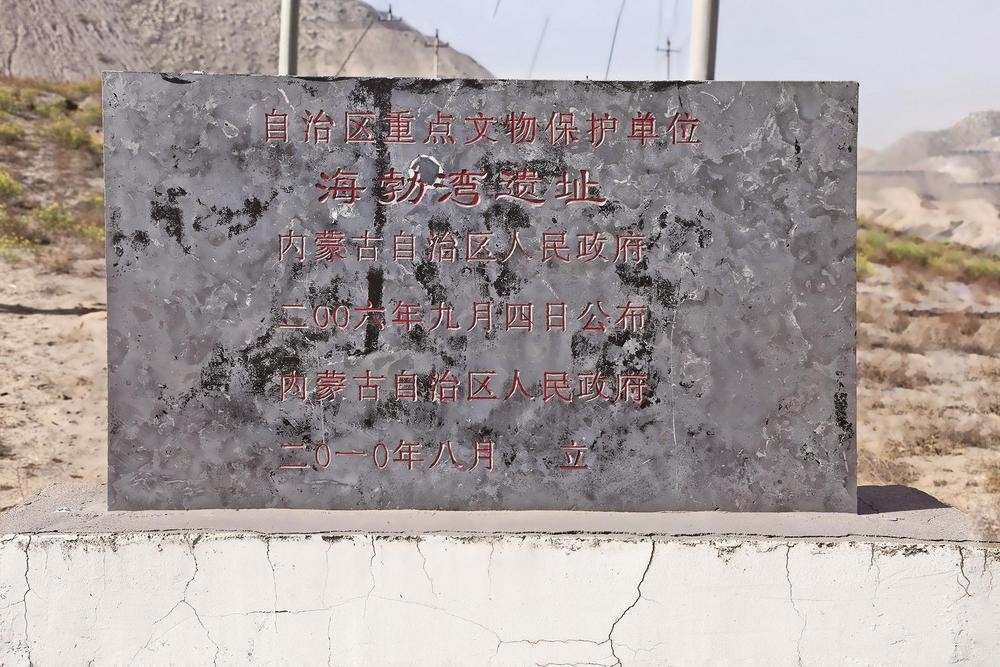 自治区重点文物保护单位
海勃湾遗址
内蒙古自治区人民政府
二00六年九月四日公布
内蒙古自治区人民政府
二0一0年八月 立